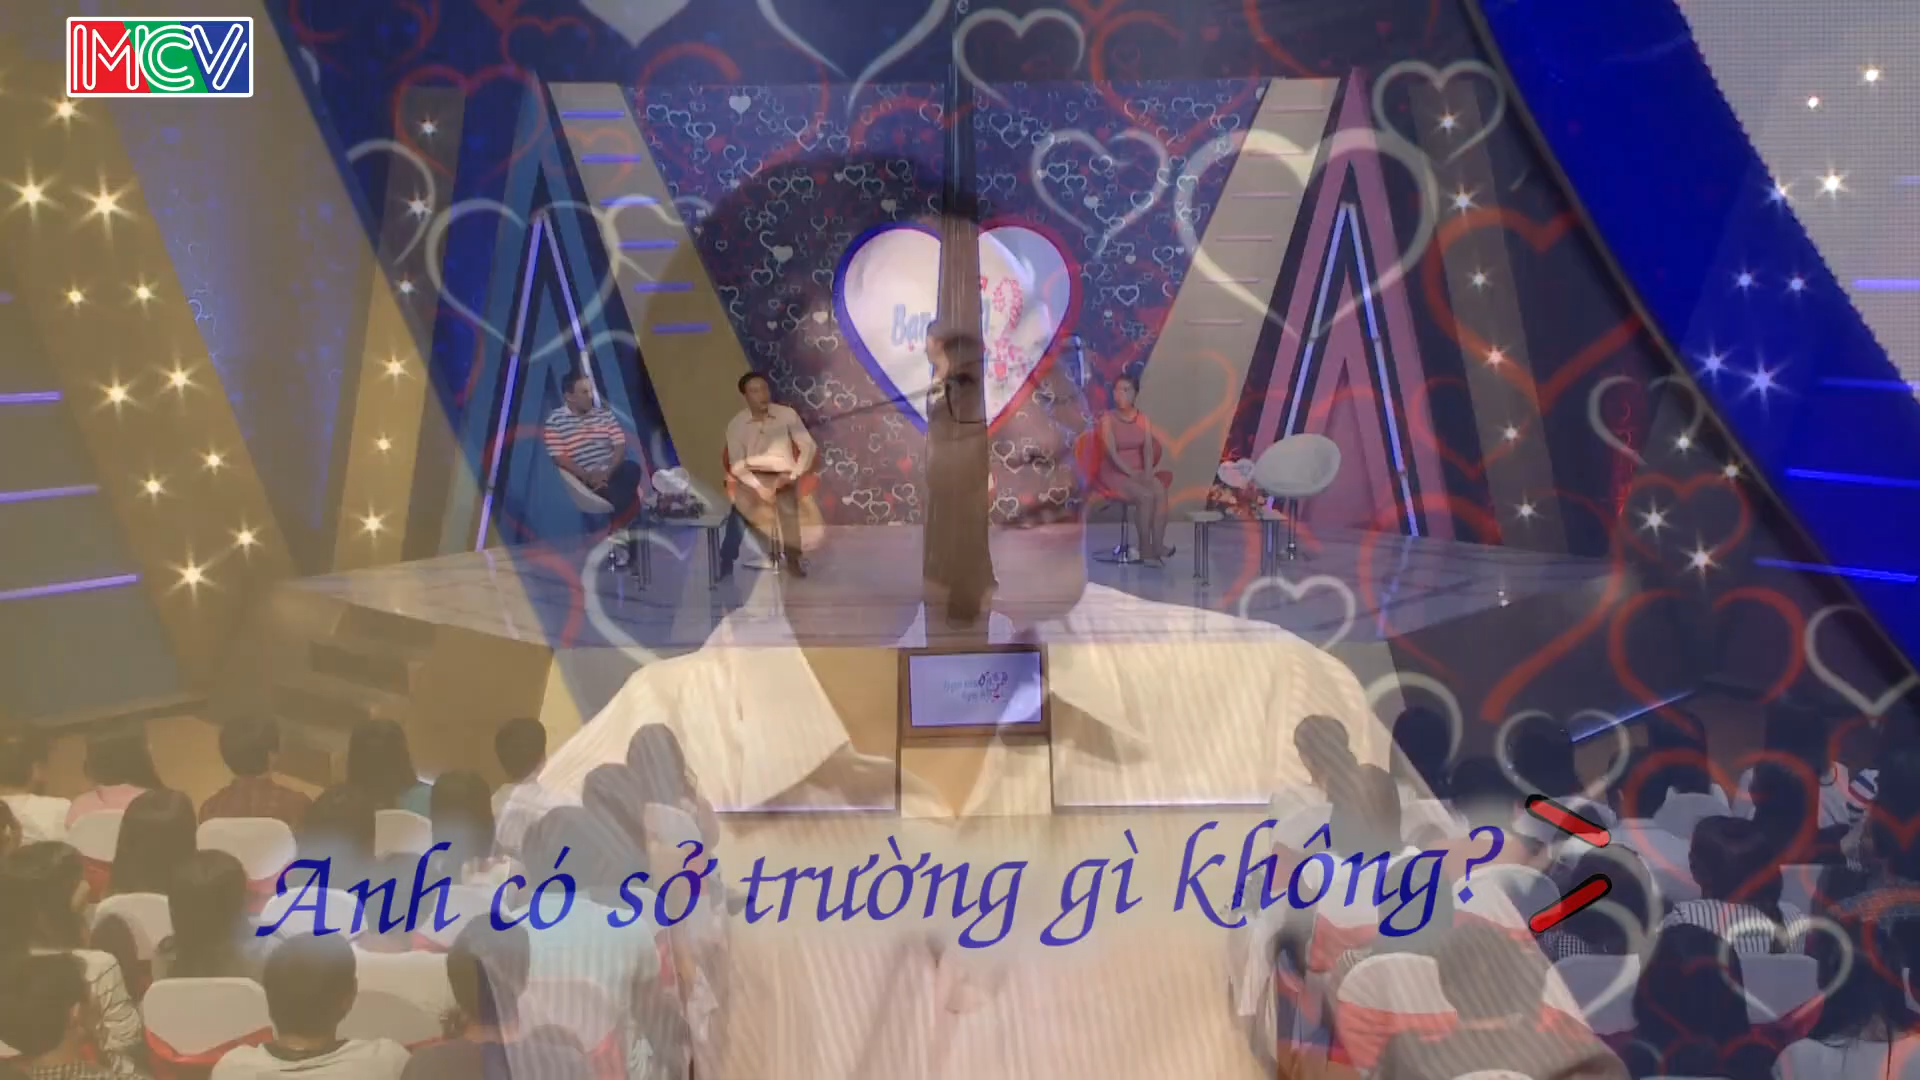 MCV
Anh có sở trường gì không?